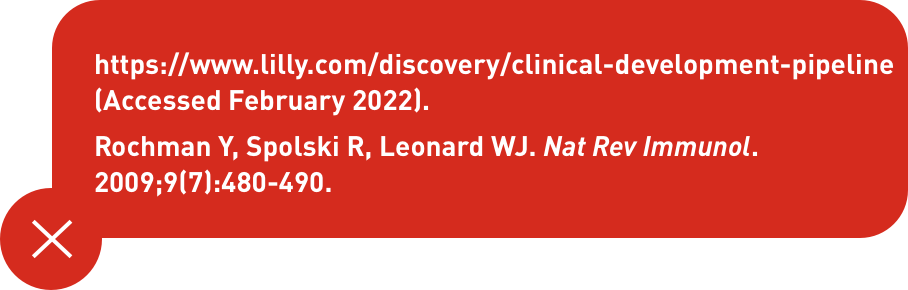 https://www.lilly.com/discovery/clinical-development-pipeline
(Accessed February 2022).
Rochman Y, Spolski R, Leonard WJ. Nat Rev Immunol.
2009;9(7):480-490.